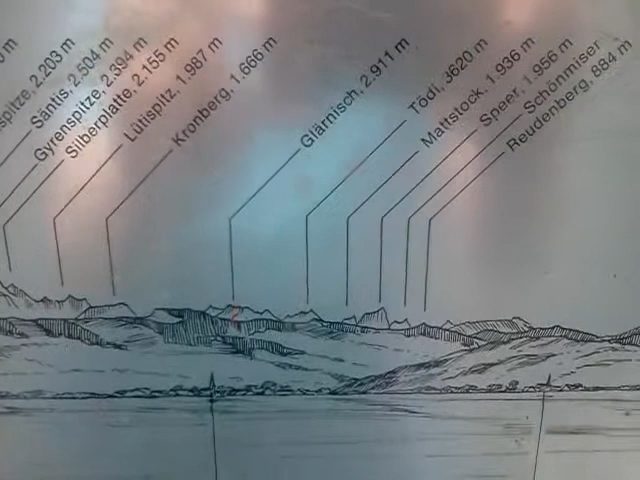 spitze, 2.203 m
Säntis, 2.504 m
Gyrenspitze, 2.394 m
Silberplatte, 2.155 m
Lütispitz, 1.987 m
Kronberg, 1.666 m
Glärnisch, 2.911 m
Tödi, 3620 m
Mattstock, 1.936 m
Speer, 1.956 m
Schönmiser
Reudenberg, 884 m